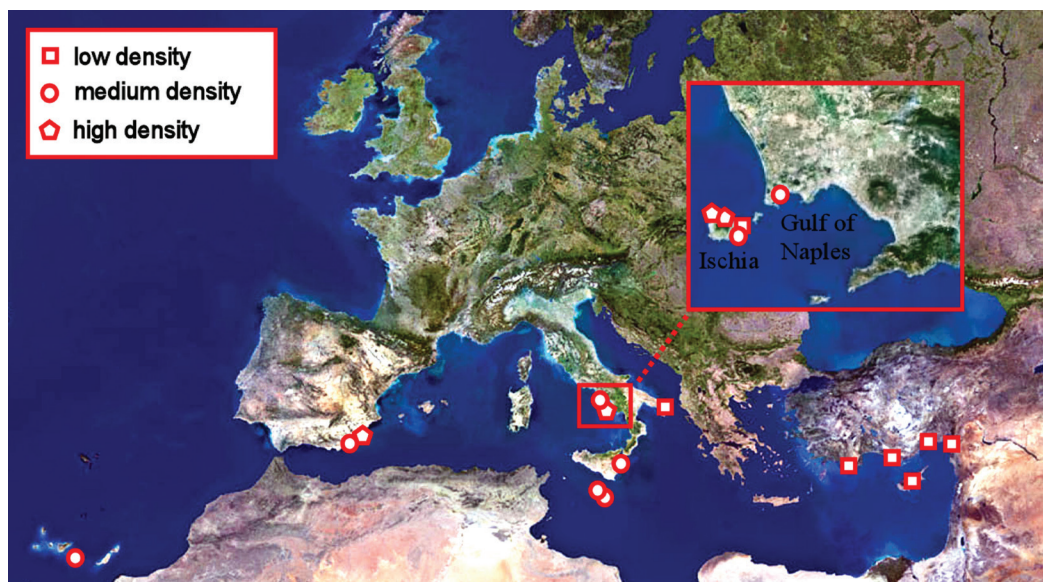 low density
medium density
high density
Gulf of
Naples
Ischia